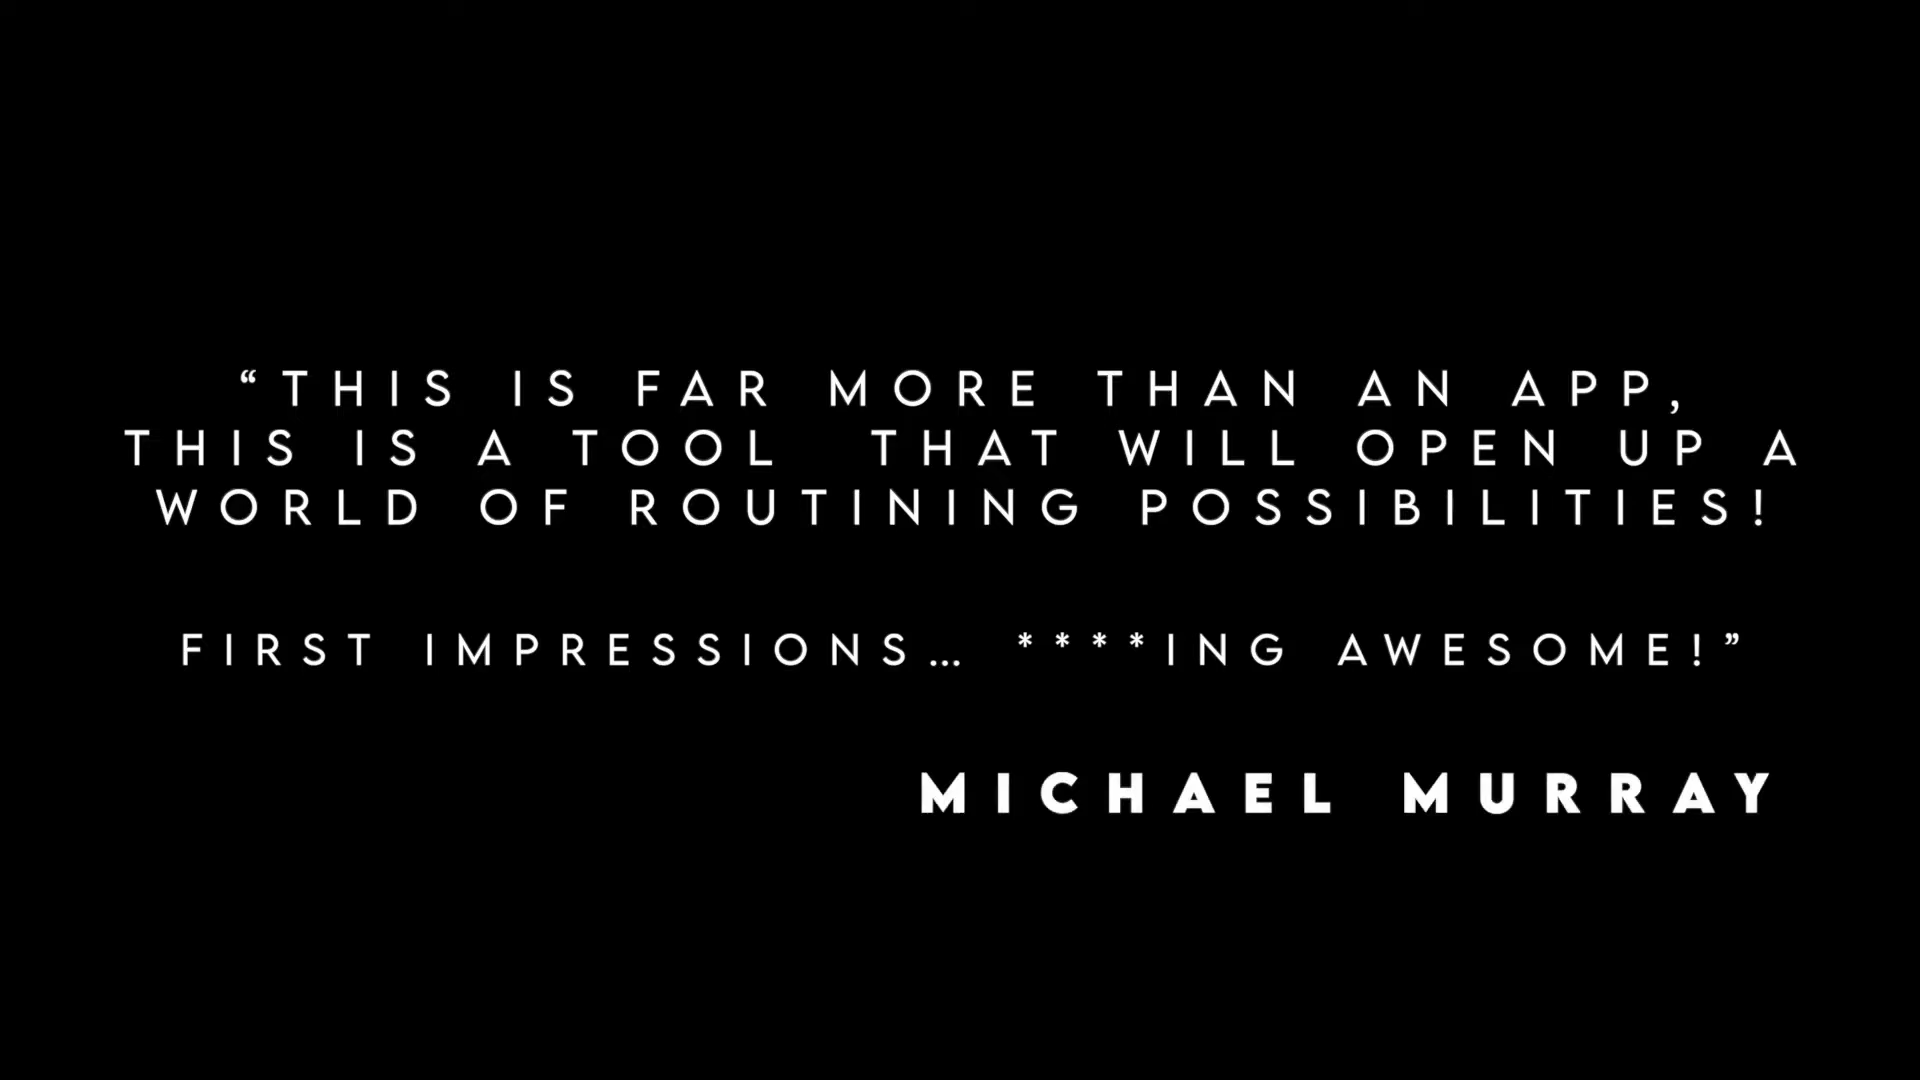 “THIS IS FAR MORE THAN AN APP,
THIS IS A TOOL THAT WILL OPEN UP A
WORLD OF ROUTINING POSSIBILITIES!
FIRST IMPRESSIONS... ****ING AWESOME!”
MICHAEL MURRAY